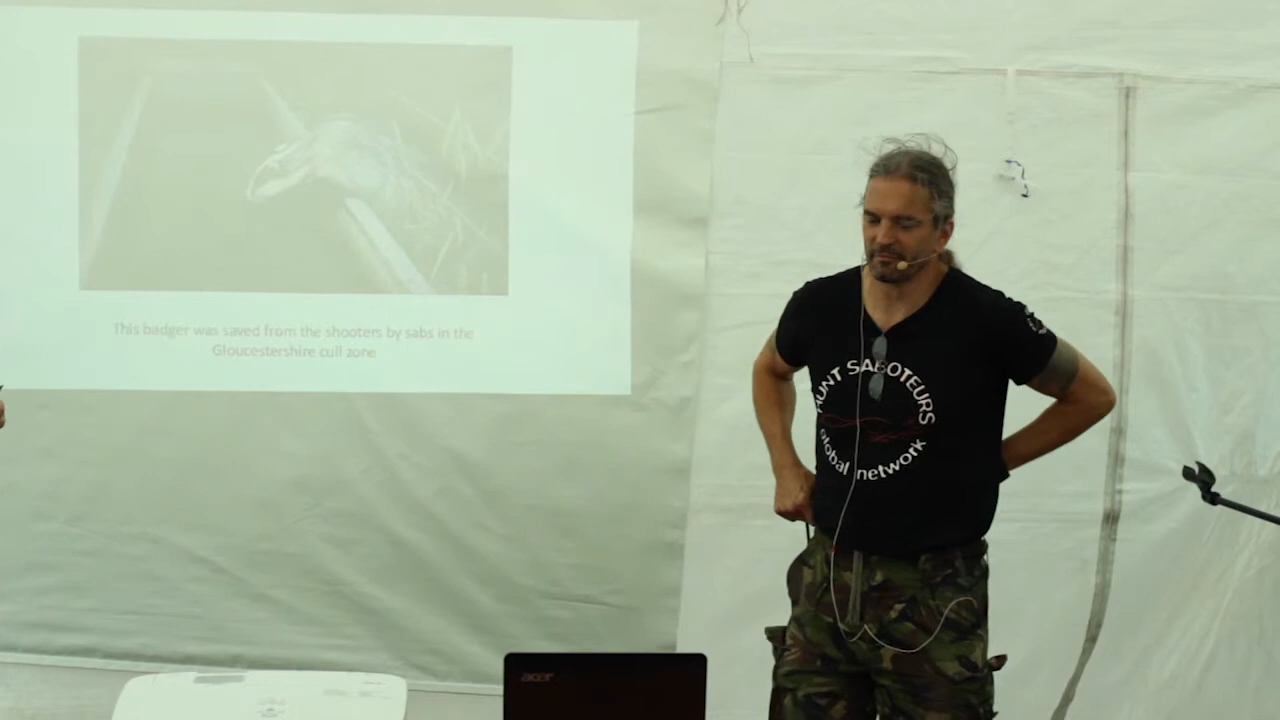 This badger was saved from the shooters by sabs in the
Gloucestershire cull zone
HUNT SABOTEURS
global network
acer